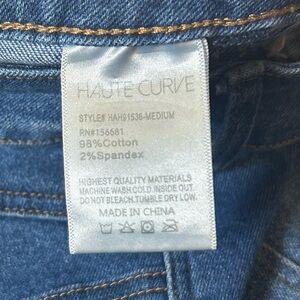 HAUTE CURVE
STYLE# HAH91536-MEDIUM
RN#156681
98%Cotton
2%Spandex
HIGHEST QUALITY MATERIALS
MACHINE WASH COLD. INSIDE OUT.
DO NOT BLEACH.TUMBLE DRY LOW.
MADE IN CHINA